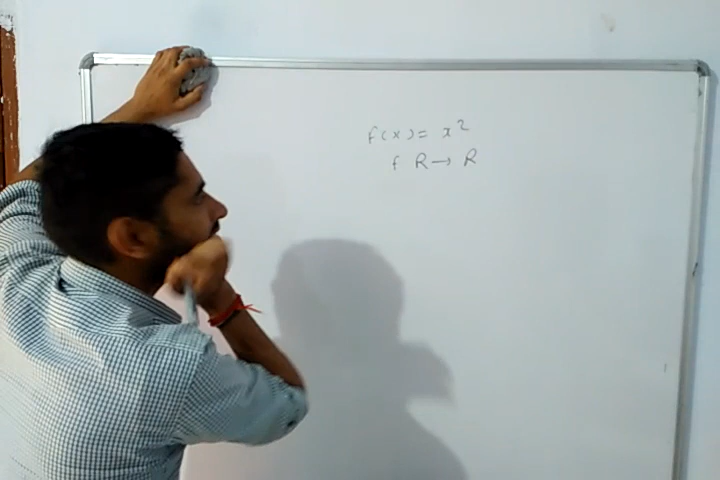 f(x) = x²
f R → R